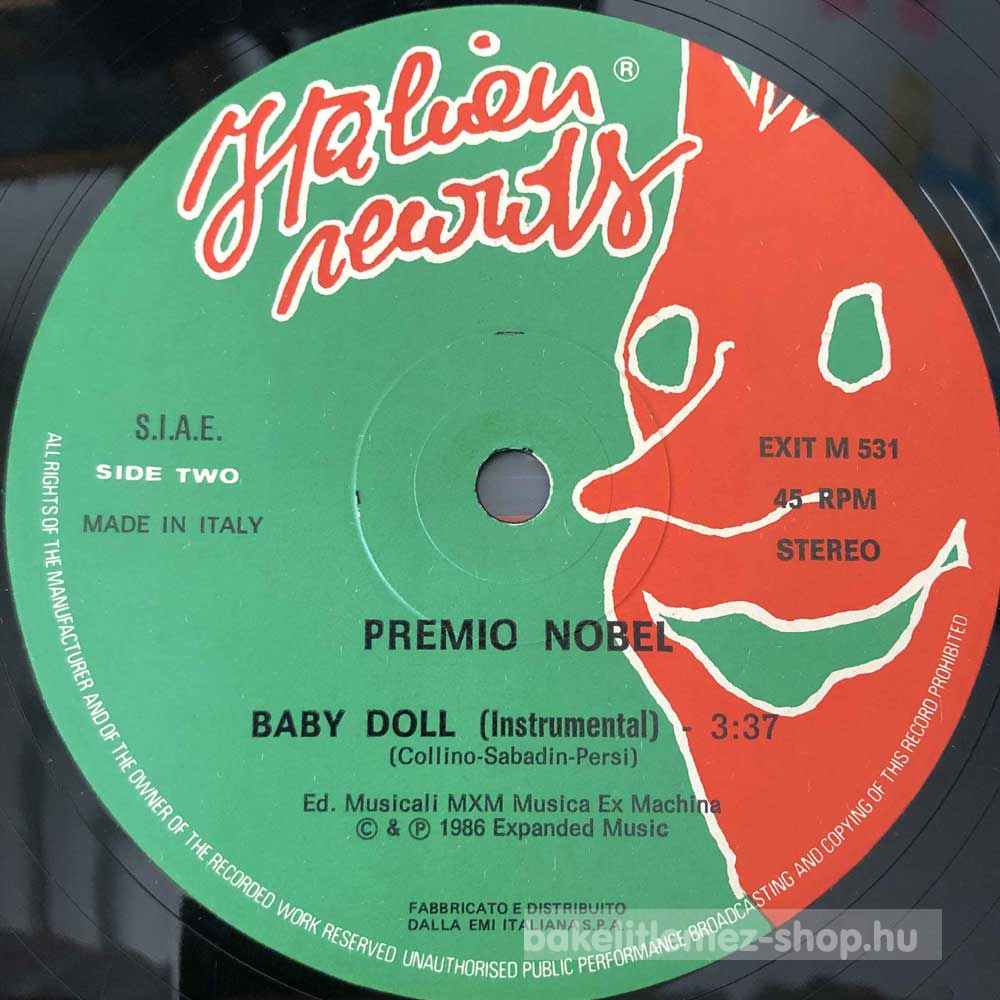 Italian ®
records
S.I.A.E.
SIDE TWO
MADE IN ITALY
EXIT M 531
45 RPM
STEREO
PREMIO NOBEL
BABY DOLL (Instrumental) - 3:37
(Collino-Sabadin-Persi)
Ed. Musicali MXM Musica Ex Machina
© & ℗ 1986 Expanded Music
FABBRICATO E DISTRIBUITO
DALLA EMI ITALIANA S.P.A.
ALL RIGHTS OF THE MANUFACTURER AND OF THE OWNER OF THE RECORDED WORK RESERVED UNAUTHORISED PUBLIC PERFORMANCE, BROADCASTING AND COPYING OF THIS RECORD PROHIBITED
bakelitlemez-shop.hu